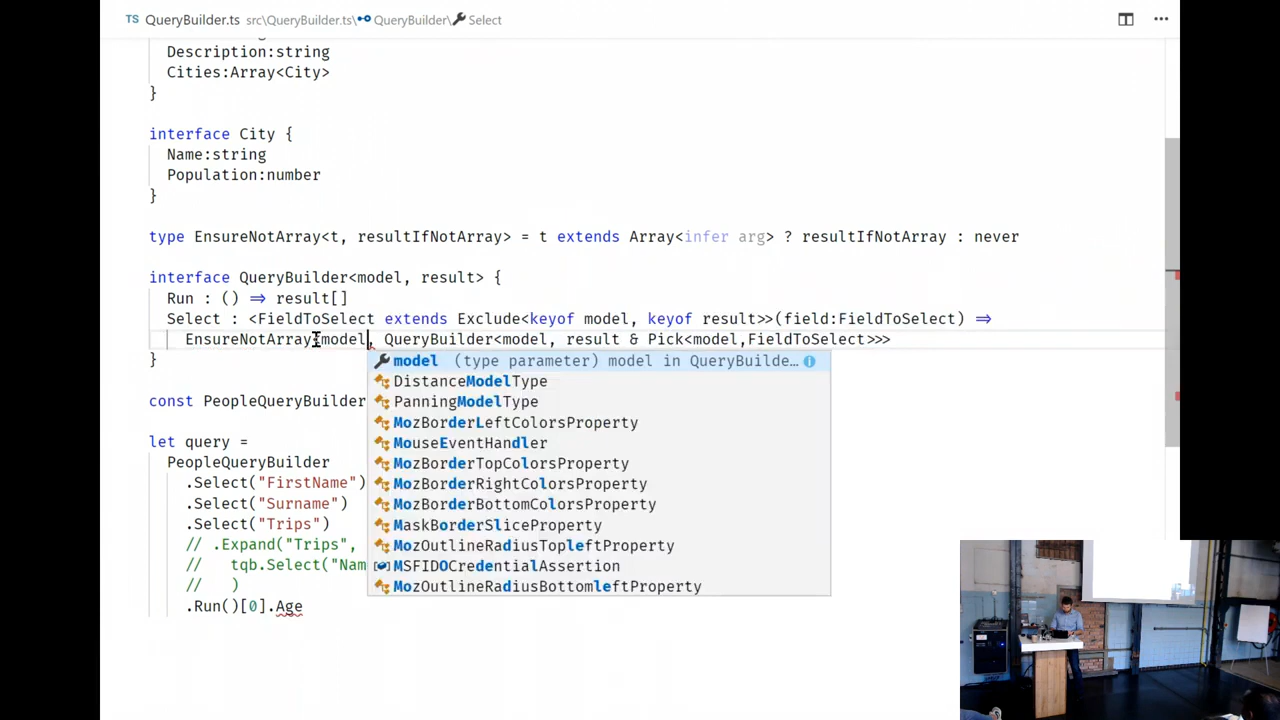 TS QueryBuilder.ts src\QueryBuilder.ts\ QueryBuilder\ Select
Description:string
Cities:Array<City>
}
interface City {
Name:string
Population:number
}
type EnsureNotArray<t, resultIfNotArray> = t extends Array<infer arg> ? resultIfNotArray : never
interface QueryBuilder<model, result> {
Run : () => result[]
Select : <FieldToSelect extends Exclude<keyof model, keyof result>>(field:FieldToSelect) =>
EnsureNotArray<model, QueryBuilder<model, result & Pick<model,FieldToSelect>>>
}
model (type parameter) model in QueryBuilde…
DistanceModelType
PanningModelType
MozBorderLeftColorsProperty
MouseEventHandler
MozBorderTopColorsProperty
MozBorderRightColorsProperty
MozBorderBottomColorsProperty
MaskBorderSliceProperty
MozOutlineRadiusTopleftProperty
MSFIDOCredentialAssertion
MozOutlineRadiusBottomleftProperty
const PeopleQueryBuilder
let query =
PeopleQueryBuilder
.Select("FirstName")
.Select("Surname")
.Select("Trips")
// .Expand("Trips",
// tqb.Select("Nam
// )
.Run()[0].Age